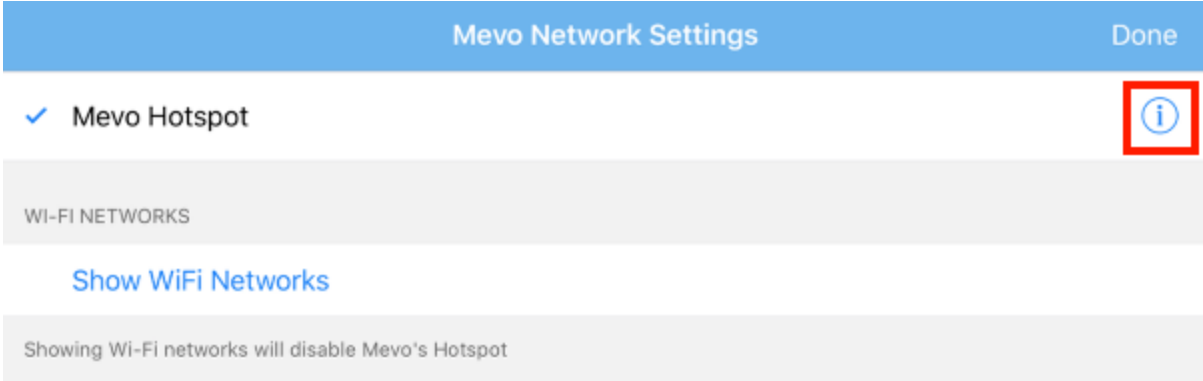 Mevo Network Settings Done
✓ Mevo Hotspot ⓘ
WI-FI NETWORKS
Show WiFi Networks
Showing Wi-Fi networks will disable Mevo's Hotspot